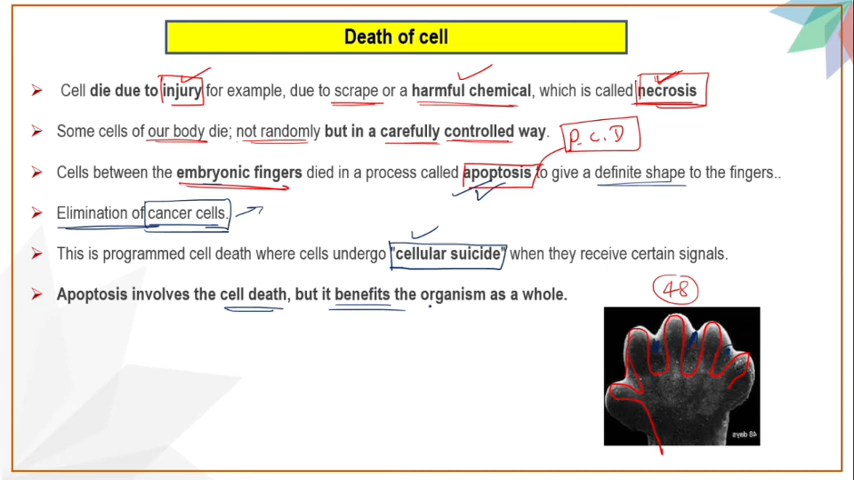 Death of cell
➤ Cell die due to injury for example, due to scrape or a harmful chemical, which is called necrosis
➤ Some cells of our body die; not randomly but in a carefully controlled way.
P.C.D
➤ Cells between the embryonic fingers died in a process called apoptosis to give a definite shape to the fingers..
➤ Elimination of cancer cells.
➤ This is programmed cell death where cells undergo "cellular suicide" when they receive certain signals.
➤ Apoptosis involves the cell death, but it benefits the organism as a whole.
48
48 days